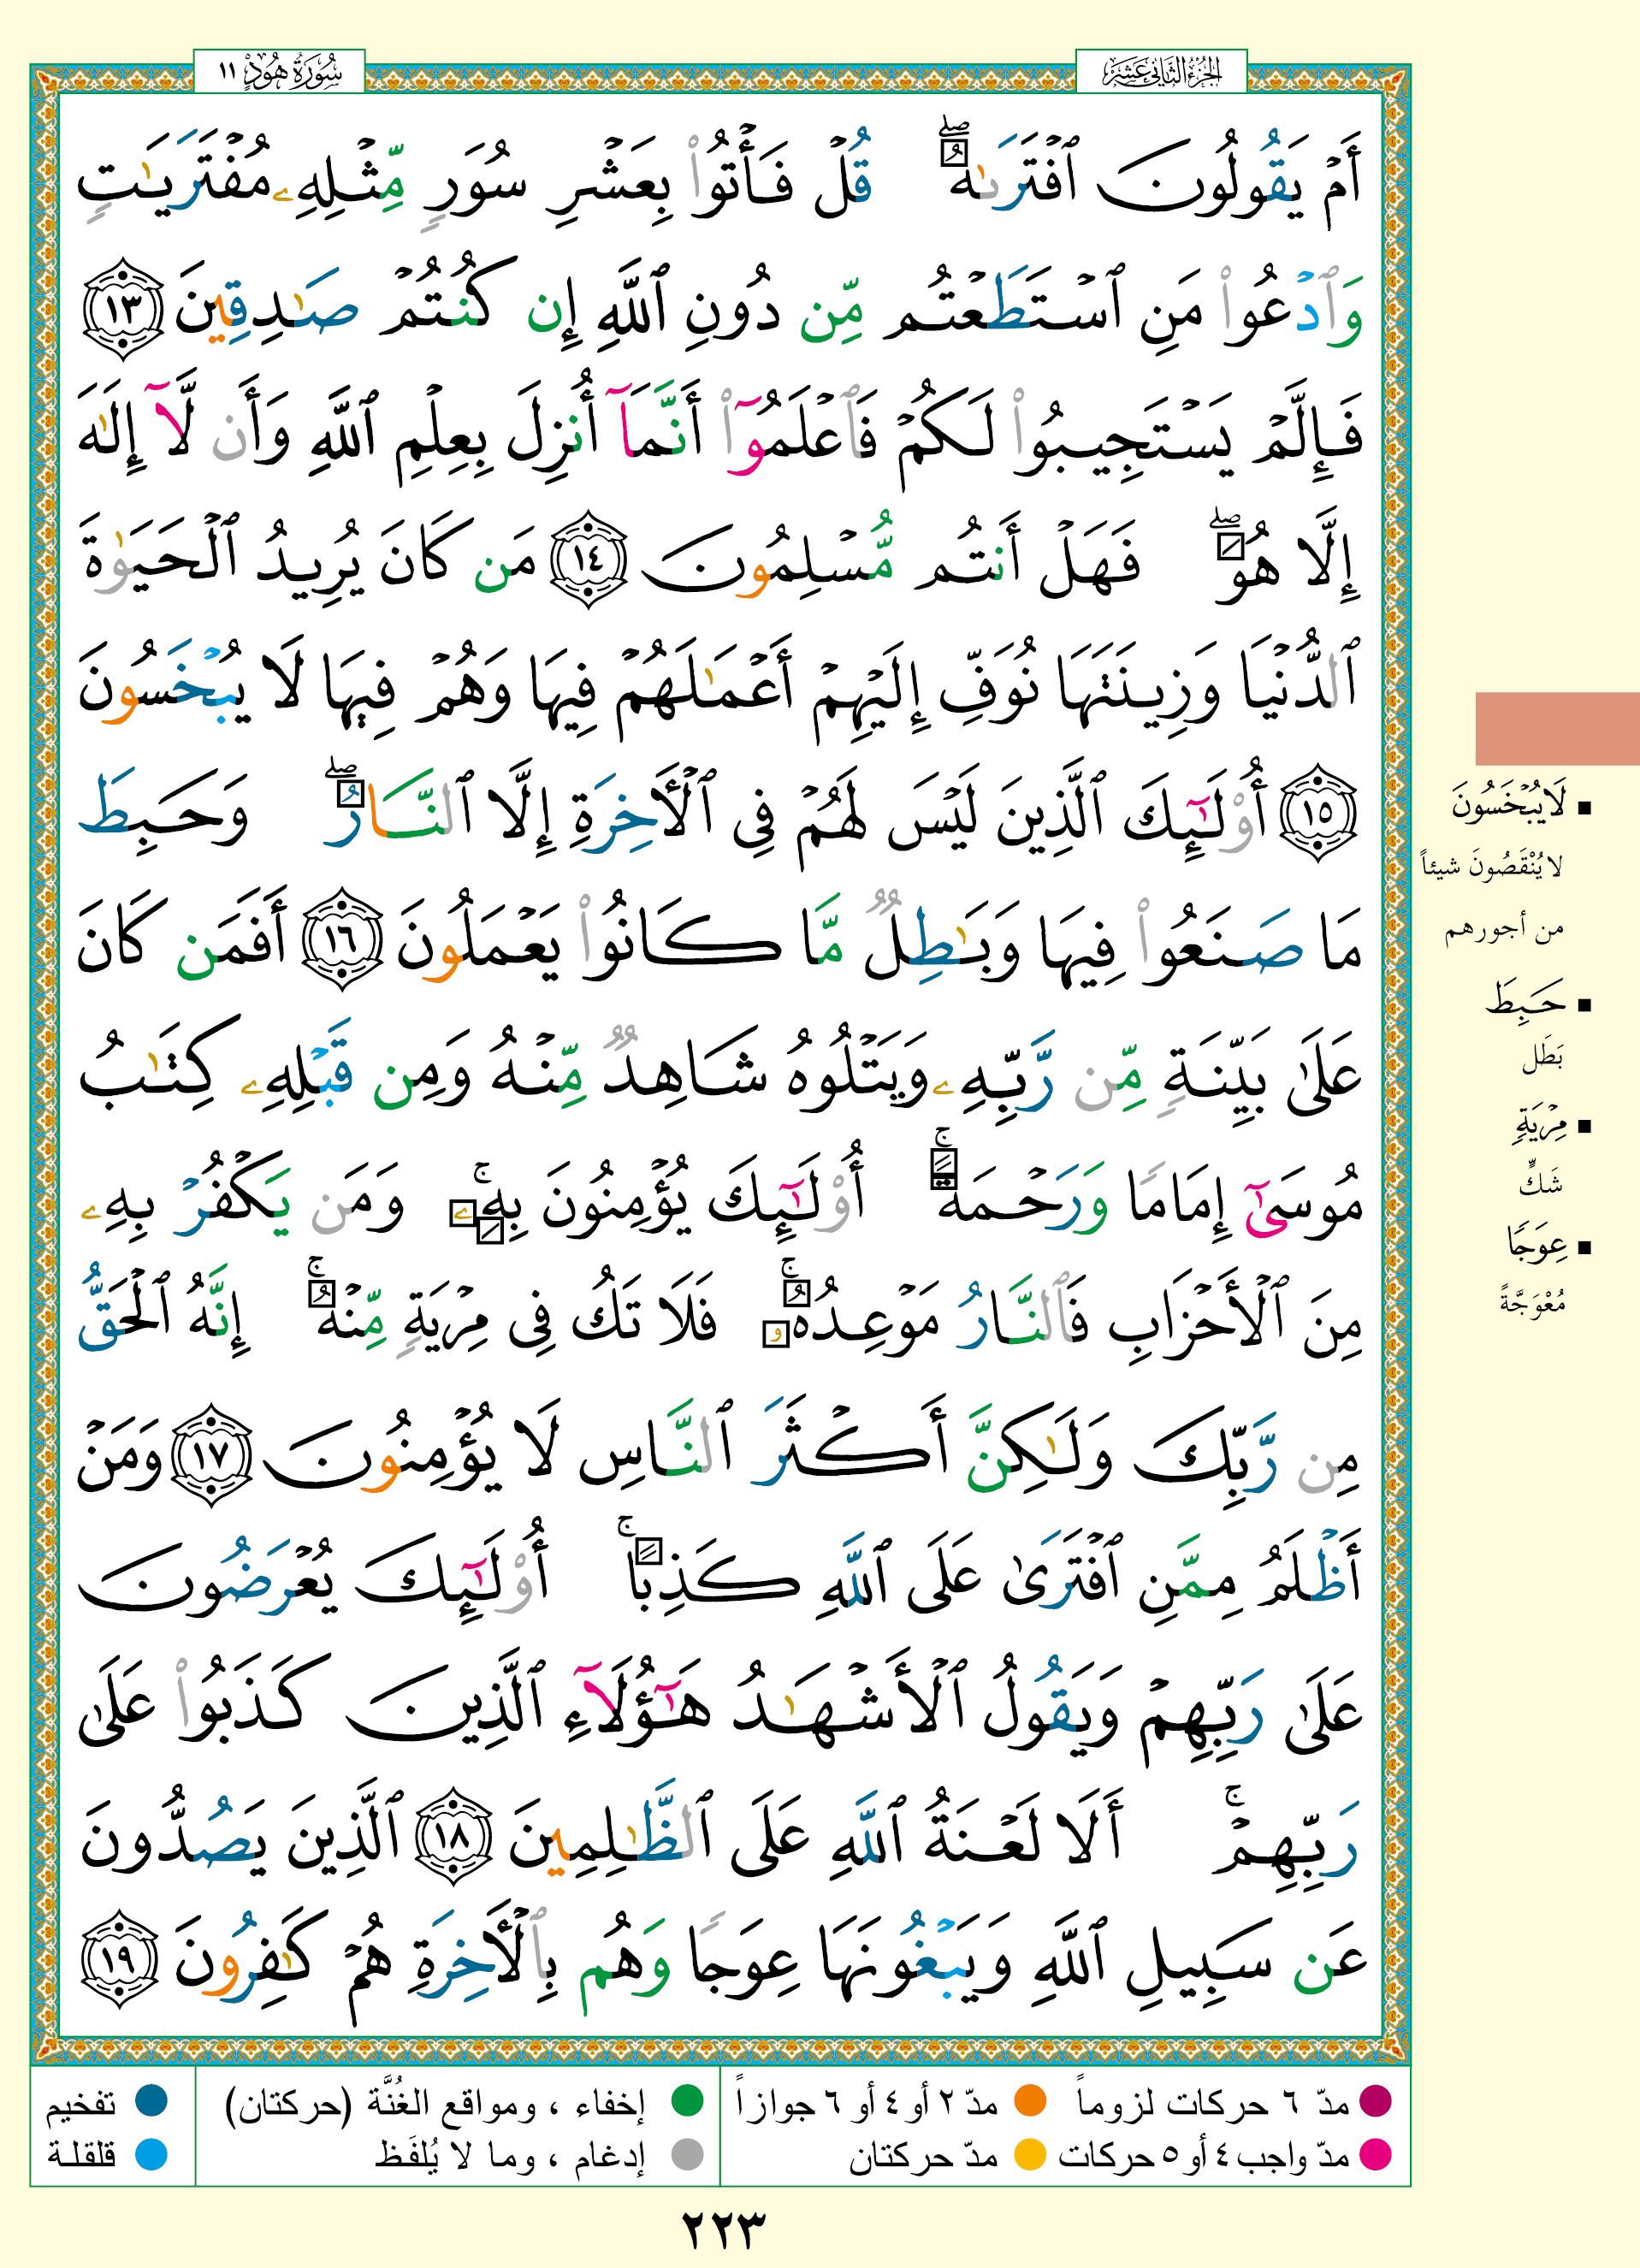 الجزء الثاني عشر
سُورَةُ هُودٍ ١١
أَمْ يَقُولُونَ ٱفْتَرَىٰهُ ۖ قُلْ فَأْتُوا۟ بِعَشْرِ سُوَرٍ مِّثْلِهِۦ مُفْتَرَيَـٰتٍ
وَٱدْعُوا۟ مَنِ ٱسْتَطَعْتُم مِّن دُونِ ٱللَّهِ إِن كُنتُمْ صَـٰدِقِينَ ١٣
فَإِلَّمْ يَسْتَجِيبُوا۟ لَكُمْ فَٱعْلَمُوٓا۟ أَنَّمَآ أُنزِلَ بِعِلْمِ ٱللَّهِ وَأَن لَّآ إِلَـٰهَ
إِلَّا هُوَ ۖ فَهَلْ أَنتُم مُّسْلِمُونَ ١٤ مَن كَانَ يُرِيدُ ٱلْحَيَوٰةَ
ٱلدُّنْيَا وَزِينَتَهَا نُوَفِّ إِلَيْهِمْ أَعْمَـٰلَهُمْ فِيهَا وَهُمْ فِيهَا لَا يُبْخَسُونَ
١٥ أُو۟لَـٰٓئِكَ ٱلَّذِينَ لَيْسَ لَهُمْ فِى ٱلْـَٔاخِرَةِ إِلَّا ٱلنَّارُ ۖ وَحَبِطَ
مَا صَنَعُوا۟ فِيهَا وَبَـٰطِلٌ مَّا كَانُوا۟ يَعْمَلُونَ ١٦ أَفَمَن كَانَ
عَلَىٰ بَيِّنَةٍ مِّن رَّبِّهِۦ وَيَتْلُوهُ شَاهِدٌ مِّنْهُ وَمِن قَبْلِهِۦ كِتَـٰبُ
مُوسَىٰٓ إِمَامًا وَرَحْمَةً ۚ أُو۟لَـٰٓئِكَ يُؤْمِنُونَ بِهِۦ ۚ وَمَن يَكْفُرْ بِهِۦ
مِنَ ٱلْأَحْزَابِ فَٱلنَّارُ مَوْعِدُهُۥ ۚ فَلَا تَكُ فِى مِرْيَةٍ مِّنْهُ ۚ إِنَّهُ ٱلْحَقُّ
مِن رَّبِّكَ وَلَـٰكِنَّ أَكْثَرَ ٱلنَّاسِ لَا يُؤْمِنُونَ ١٧ وَمَنْ
أَظْلَمُ مِمَّنِ ٱفْتَرَىٰ عَلَى ٱللَّهِ كَذِبًا ۚ أُو۟لَـٰٓئِكَ يُعْرَضُونَ
عَلَىٰ رَبِّهِمْ وَيَقُولُ ٱلْأَشْهَـٰدُ هَـٰٓؤُلَآءِ ٱلَّذِينَ كَذَبُوا۟ عَلَىٰ
رَبِّهِمْ ۚ أَلَا لَعْنَةُ ٱللَّهِ عَلَى ٱلظَّـٰلِمِينَ ١٨ ٱلَّذِينَ يَصُدُّونَ
عَن سَبِيلِ ٱللَّهِ وَيَبْغُونَهَا عِوَجًا وَهُم بِٱلْـَٔاخِرَةِ هُمْ كَـٰفِرُونَ ١٩
▪ لَا يُبْخَسُونَ
لا يُنْقَصُونَ شيئاً
من أجورهم
▪ حَبِطَ
بَطَل
▪ مِرْيَةٍ
شَكٍّ
▪ عِوَجًا
مُعْوَجَّةً
مدّ ٦ حركات لزوماً
مدّ ٢ أو ٤ أو ٦ جوازاً
إخفاء ، ومواقع الغُنَّة (حركتان)
تفخيم
مدّ واجب ٤ أو ٥ حركات
مدّ حركتان
إدغام ، وما لا يُلفَظ
قلقلة
٢٢٣